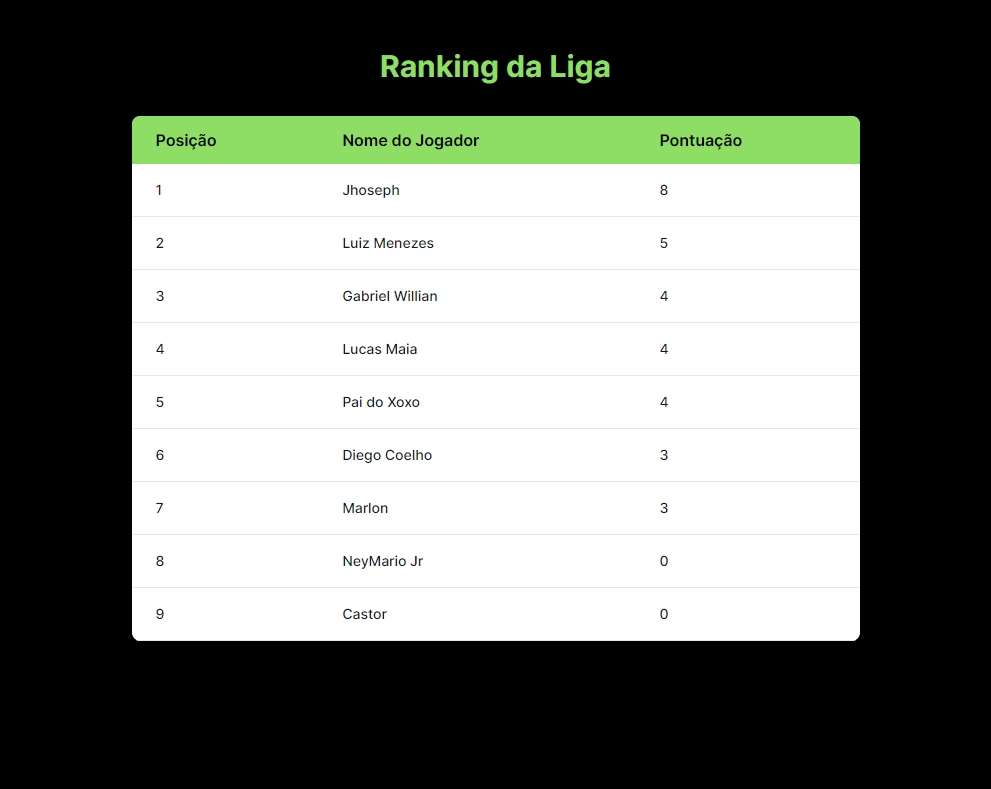 Ranking da Liga
Posição Nome do Jogador Pontuação
1 Jhoseph 8
2 Luiz Menezes 5
3 Gabriel Willian 4
4 Lucas Maia 4
5 Pai do Xoxo 4
6 Diego Coelho 3
7 Marlon 3
8 NeyMario Jr 0
9 Castor 0